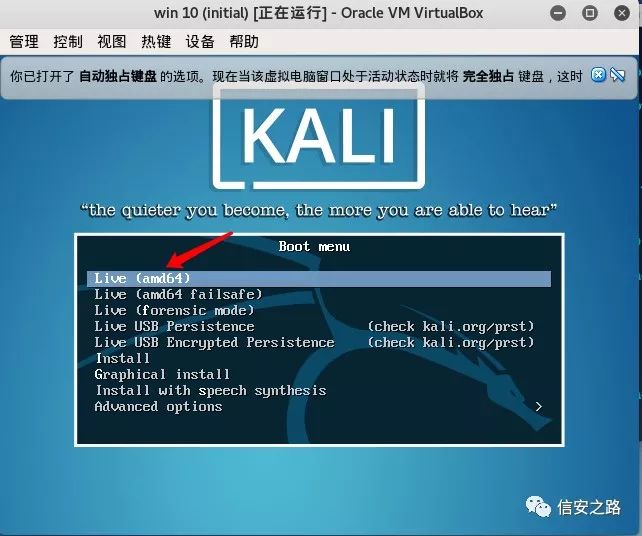 win 10 (initial) [正在运行] - Oracle VM VirtualBox
管理 控制 视图 热键 设备 帮助
你已打开了 自动独占键盘 的选项。现在当该虚拟电脑窗口处于活动状态时就将 完全独占 键盘，这时
KALI
“the quieter you become, the more you are able to hear”
Boot menu
Live (amd64)
Live (amd64 failsafe)
Live (forensic mode)
Live USB Persistence (check kali.org/prst)
Live USB Encrypted Persistence (check kali.org/prst)
Install
Graphical install
Install with speech synthesis
Advanced options >
信安之路